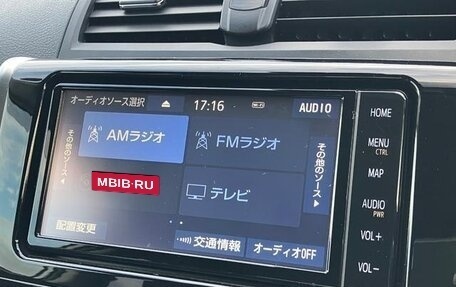 オーディオソース選択
17:16
Wi-Fi
AUDIO
その他のソース
AMラジオ
FMラジオ
その他のソース
MBIB.RU
テレビ
配置変更
交通情報
オーディオOFF
HOME
MENU
CTRL
MAP
AUDIO
PWR
VOL+
VOL−